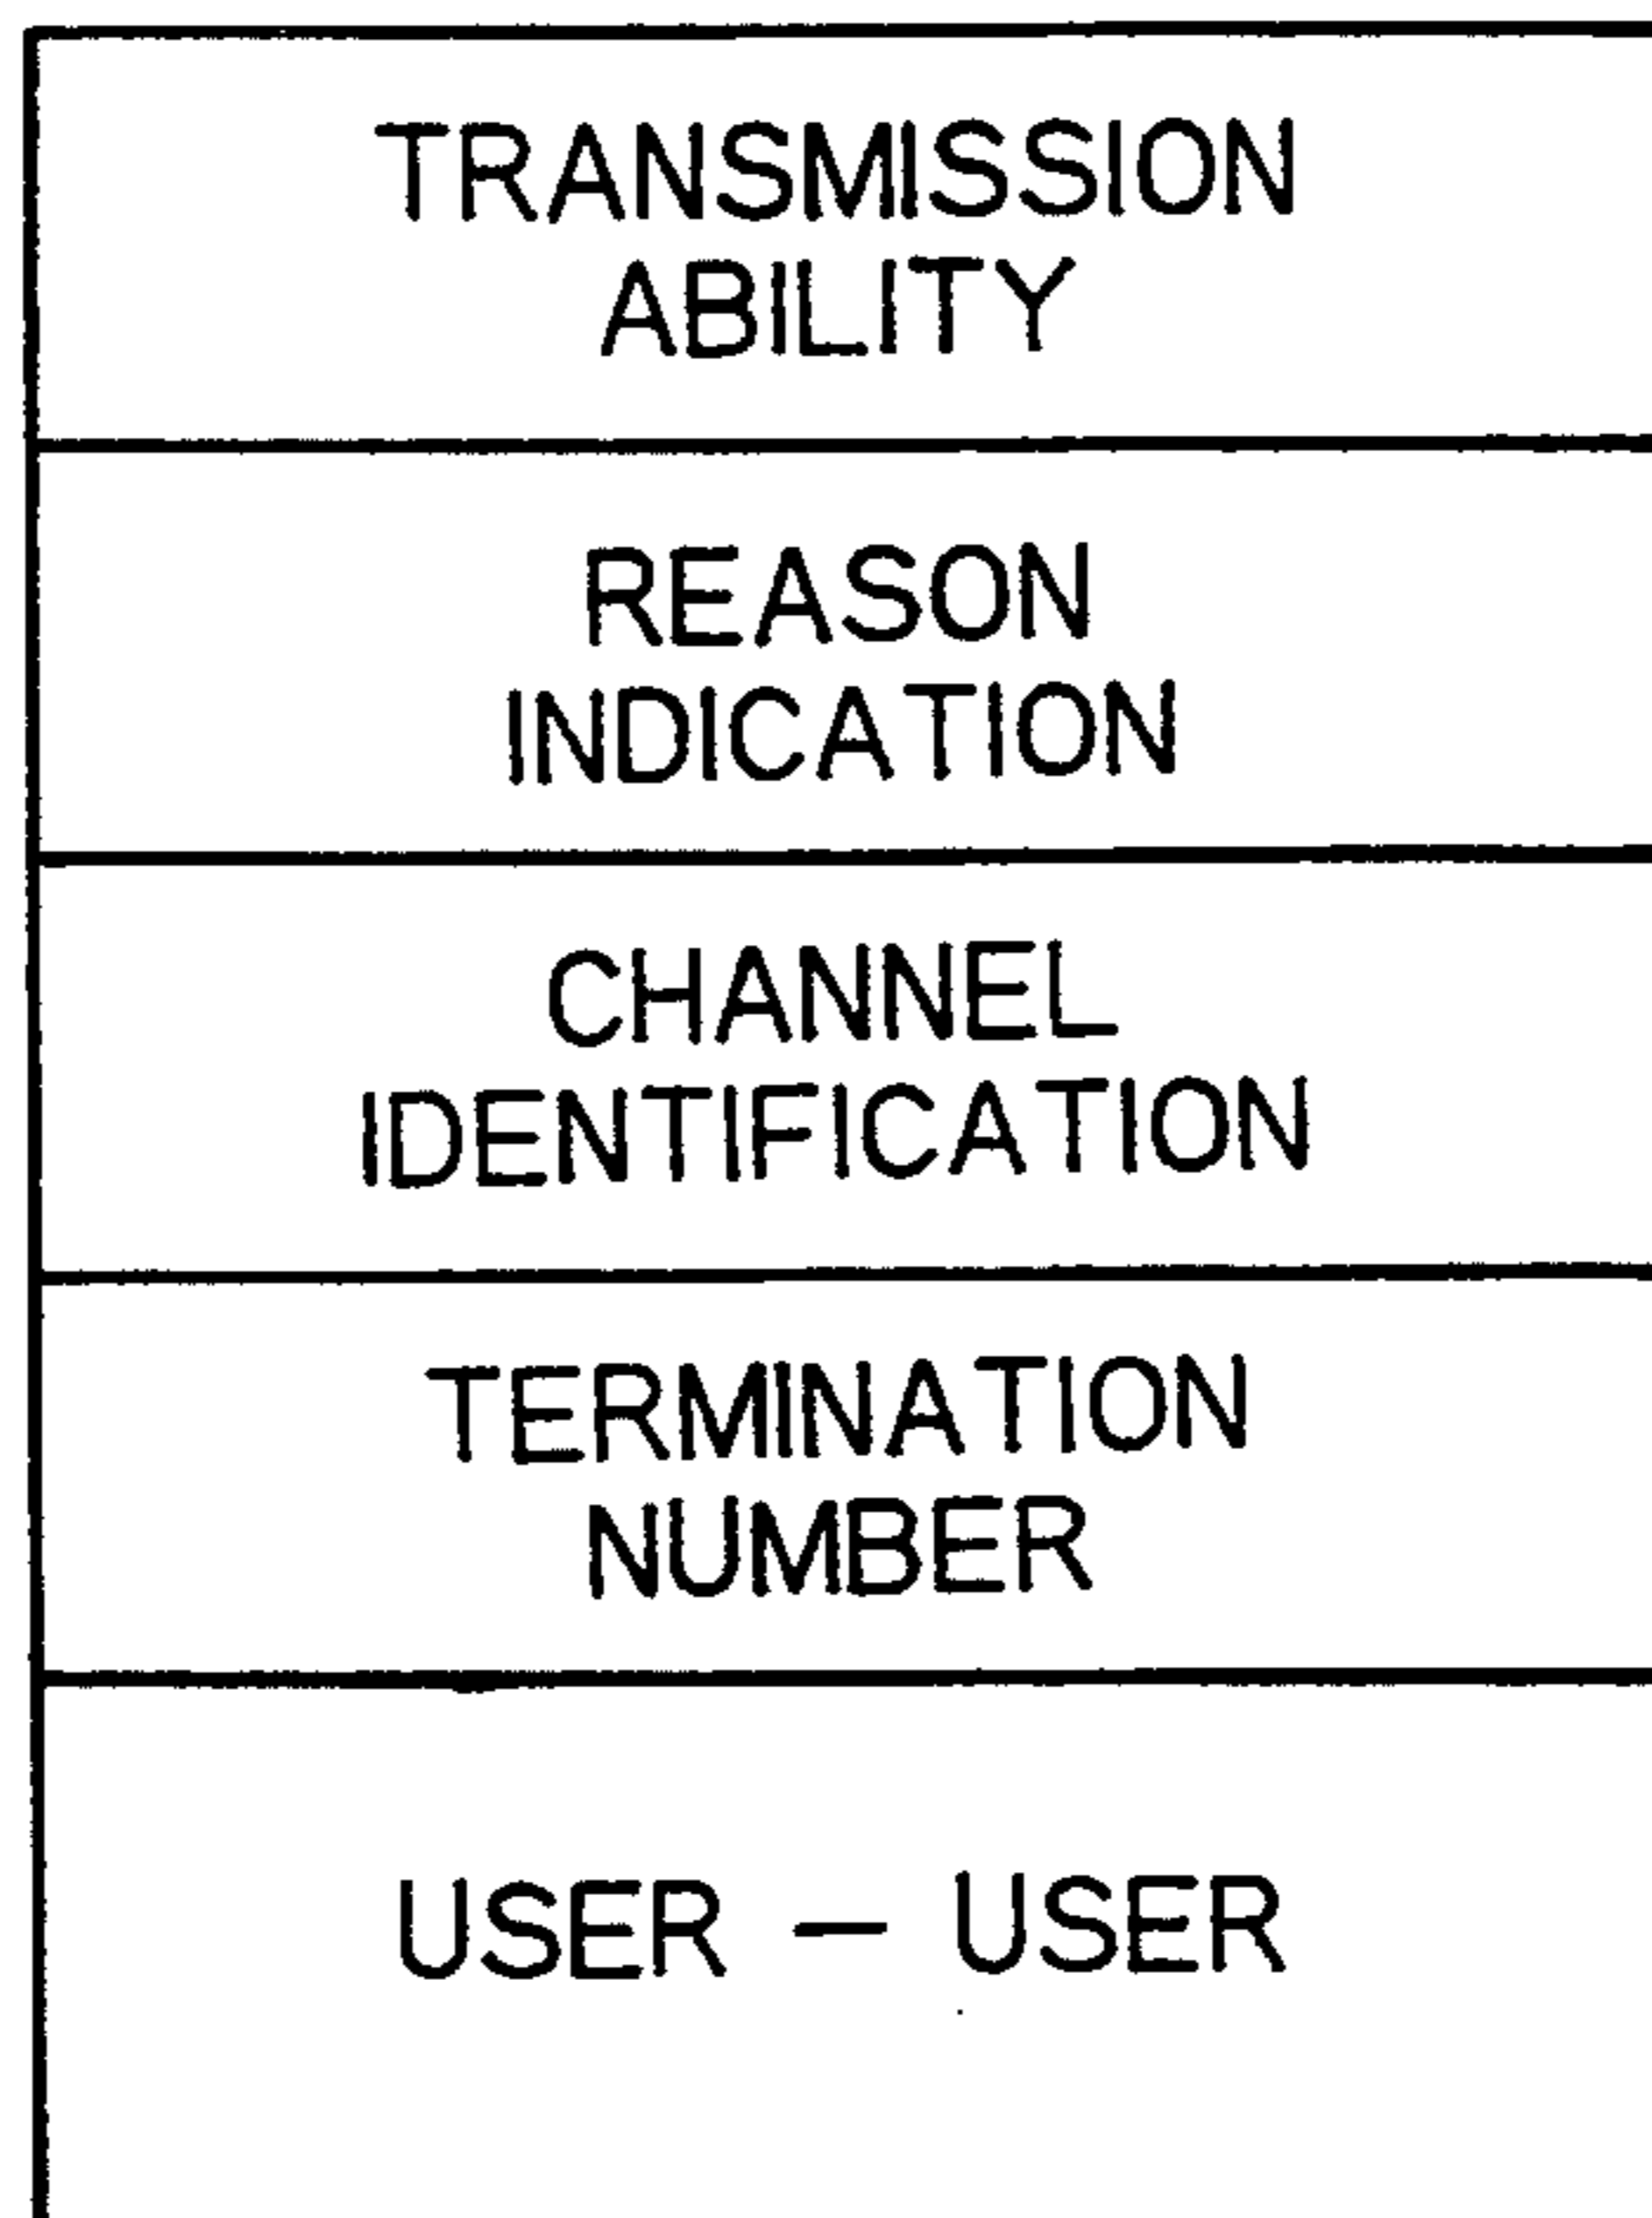 TRANSMISSION
ABILITY
REASON
INDICATION
CHANNEL
IDENTIFICATION
TERMINATION
NUMBER
USER — USER